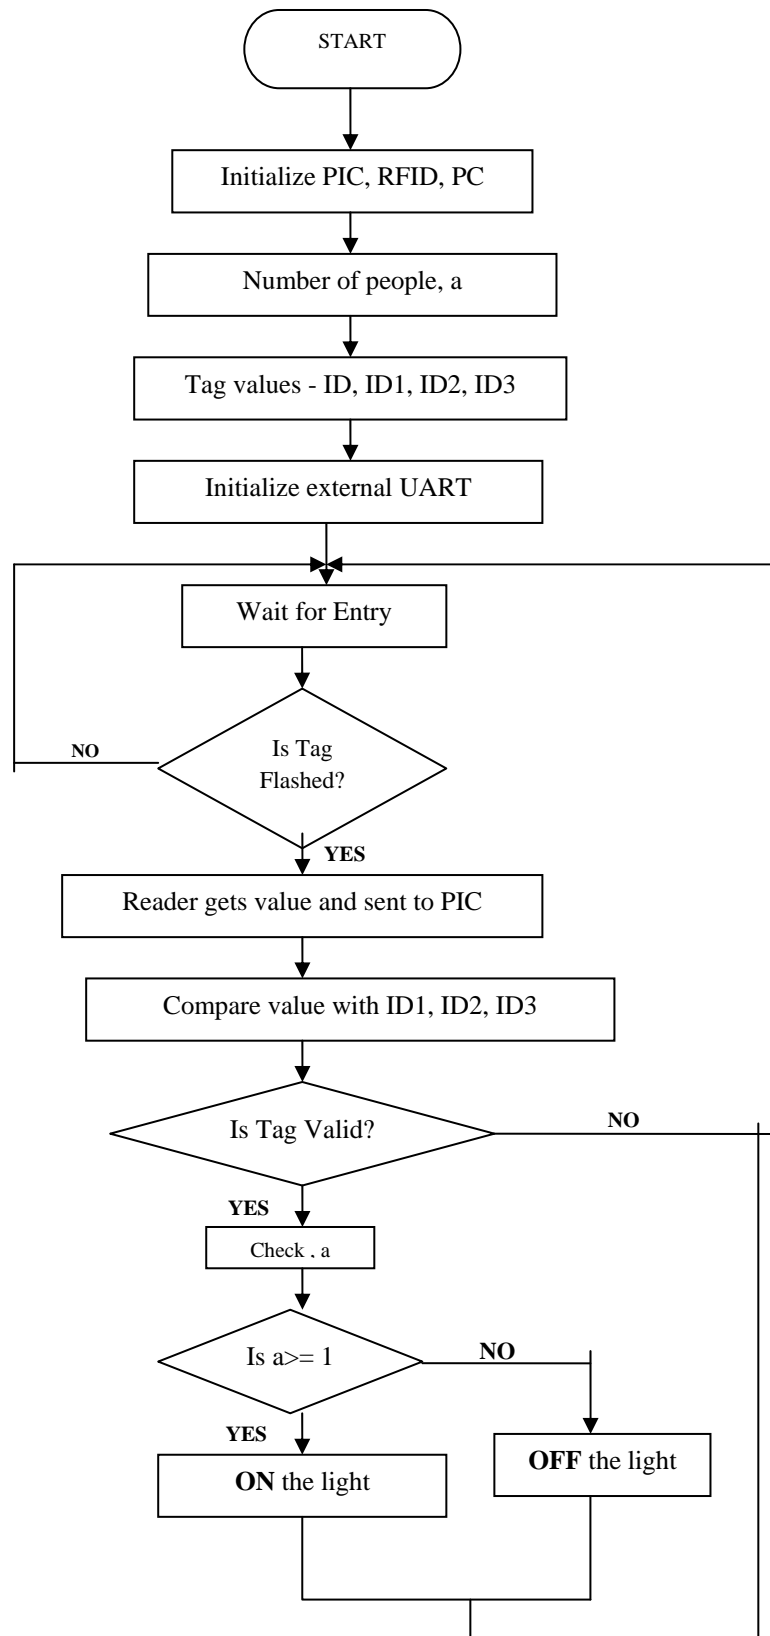 START
Initialize PIC, RFID, PC
Number of people, a
Tag values - ID, ID1, ID2, ID3
Initialize external UART
Wait for Entry
Is Tag
Flashed?
NO
YES
Reader gets value and sent to PIC
Compare value with ID1, ID2, ID3
Is Tag Valid?
NO
YES
Check , a
Is a>= 1
NO
YES
ON the light
OFF the light